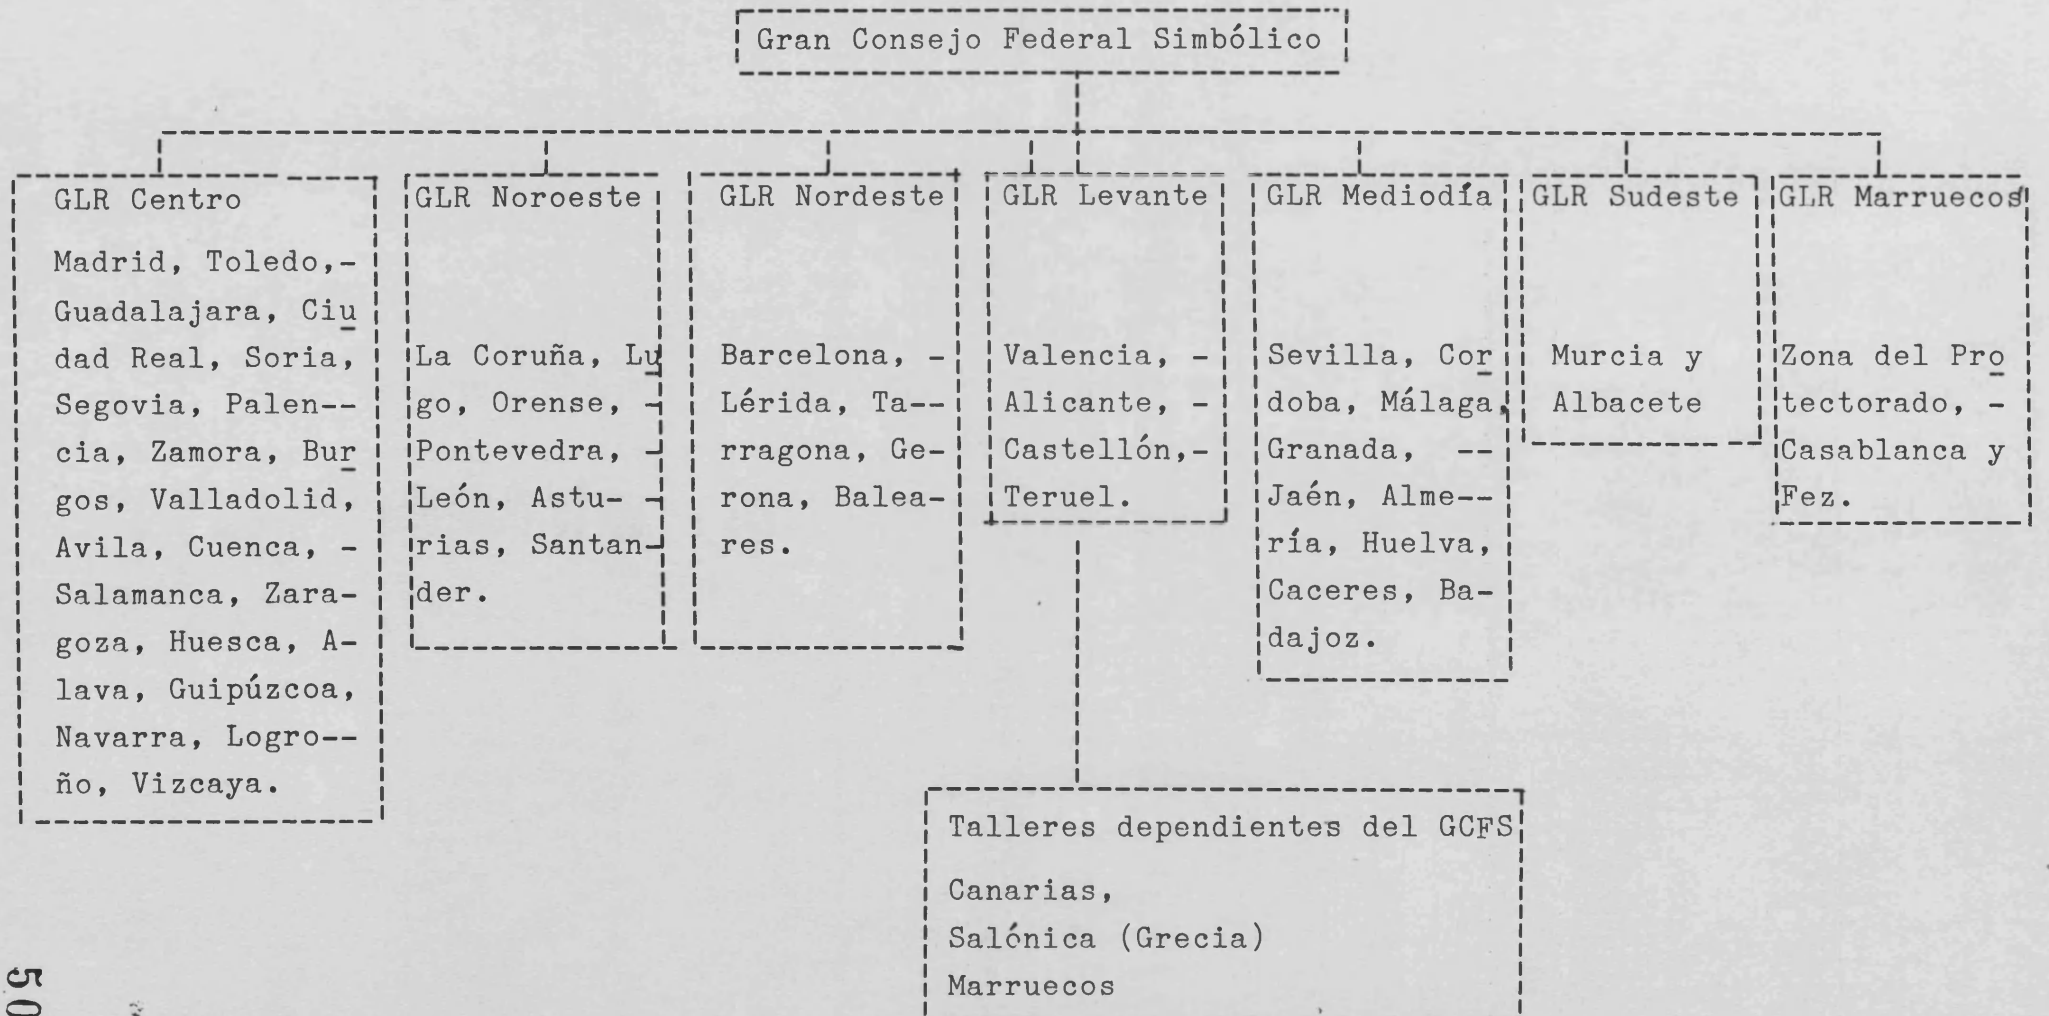 Gran Consejo Federal Simbólico
GLR Centro
Madrid, Toledo,-
Guadalajara, Ciu
dad Real, Soria,
Segovia, Palen--
cia, Zamora, Bur
gos, Valladolid,
Avila, Cuenca, -
Salamanca, Zara-
goza, Huesca, A-
lava, Guipúzcoa,
Navarra, Logro--
ño, Vizcaya.
GLR Noroeste
La Coruña, Lu
go, Orense, -
Pontevedra, -
León, Astu- -
rias, Santan-
der.
GLR Nordeste
Barcelona, -
Lérida, Ta--
rragona, Ge-
rona, Balea-
res.
GLR Levante
Valencia, -
Alicante, -
Castellón,-
Teruel.
GLR Mediodía
Sevilla, Cor
doba, Málaga,
Granada, --
Jaén, Alme--
ría, Huelva,
Caceres, Ba-
dajoz.
GLR Sudeste
Murcia y
Albacete
GLR Marruecos
Zona del Pro
tectorado, -
Casablanca y
Fez.
Talleres dependientes del GCFS
Canarias,
Salónica (Grecia)
Marruecos
50